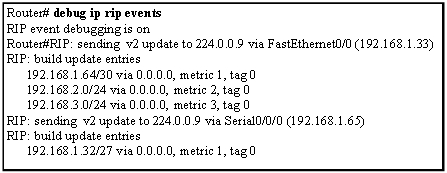 Router# debug ip rip events
RIP event debugging is on
Router#RIP: sending v2 update to 224.0.0.9 via FastEthernet0/0 (192.168.1.33)
RIP: build update entries
192.168.1.64/30 via 0.0.0.0, metric 1, tag 0
192.168.2.0/24 via 0.0.0.0, metric 2, tag 0
192.168.3.0/24 via 0.0.0.0, metric 3, tag 0
RIP: sending v2 update to 224.0.0.9 via Serial0/0/0 (192.168.1.65)
RIP: build update entries
192.168.1.32/27 via 0.0.0.0, metric 1, tag 0